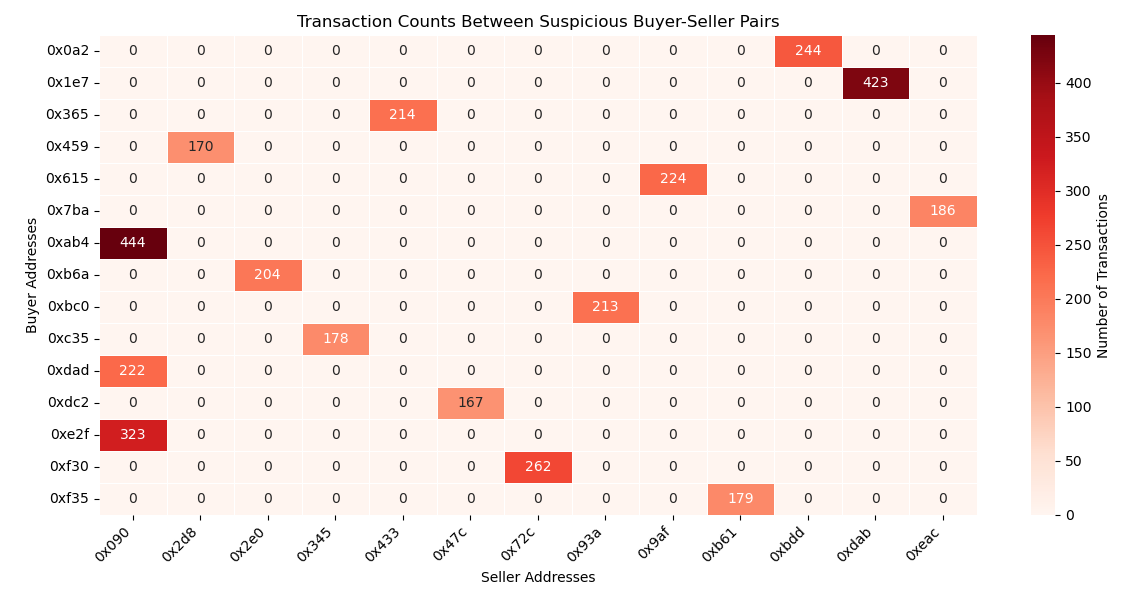 Transaction Counts Between Suspicious Buyer-Seller Pairs
Buyer Addresses
0x0a2 0 0 0 0 0 0 0 0 0 0 244 0 0
0x1e7 0 0 0 0 0 0 0 0 0 0 0 423 0
0x365 0 0 0 0 214 0 0 0 0 0 0 0 0
0x459 0 170 0 0 0 0 0 0 0 0 0 0 0
0x615 0 0 0 0 0 0 0 0 224 0 0 0 0
0x7ba 0 0 0 0 0 0 0 0 0 0 0 0 186
0xab4 444 0 0 0 0 0 0 0 0 0 0 0 0
0xb6a 0 0 204 0 0 0 0 0 0 0 0 0 0
0xbc0 0 0 0 0 0 0 0 213 0 0 0 0 0
0xc35 0 0 0 178 0 0 0 0 0 0 0 0 0
0xdad 222 0 0 0 0 0 0 0 0 0 0 0 0
0xdc2 0 0 0 0 0 167 0 0 0 0 0 0 0
0xe2f 323 0 0 0 0 0 0 0 0 0 0 0 0
0xf30 0 0 0 0 0 0 262 0 0 0 0 0 0
0xf35 0 0 0 0 0 0 0 0 0 179 0 0 0
0x090 0x2d8 0x2e0 0x345 0x433 0x47c 0x72c 0x93a 0x9af 0xb61 0xbdd 0xdab 0xeac
Seller Addresses
400
350
300
250
200
150
100
50
0
Number of Transactions